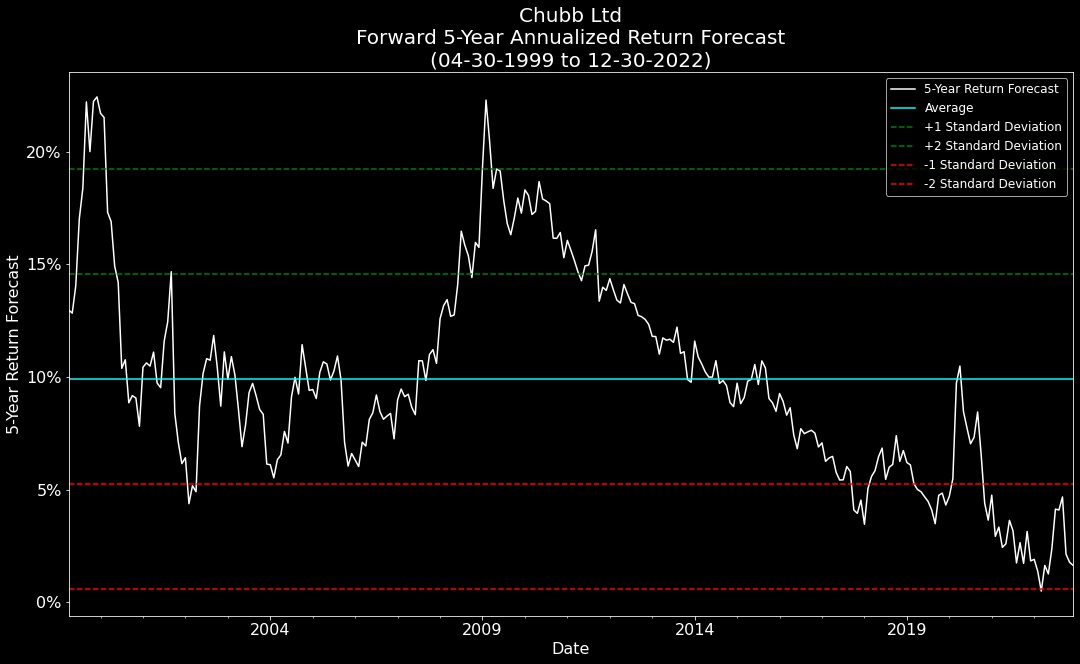 Chubb Ltd
Forward 5-Year Annualized Return Forecast
(04-30-1999 to 12-30-2022)
5-Year Return Forecast
Average
+1 Standard Deviation
+2 Standard Deviation
-1 Standard Deviation
-2 Standard Deviation
5-Year Return Forecast
20%
15%
10%
5%
0%
2004
2009
2014
2019
Date